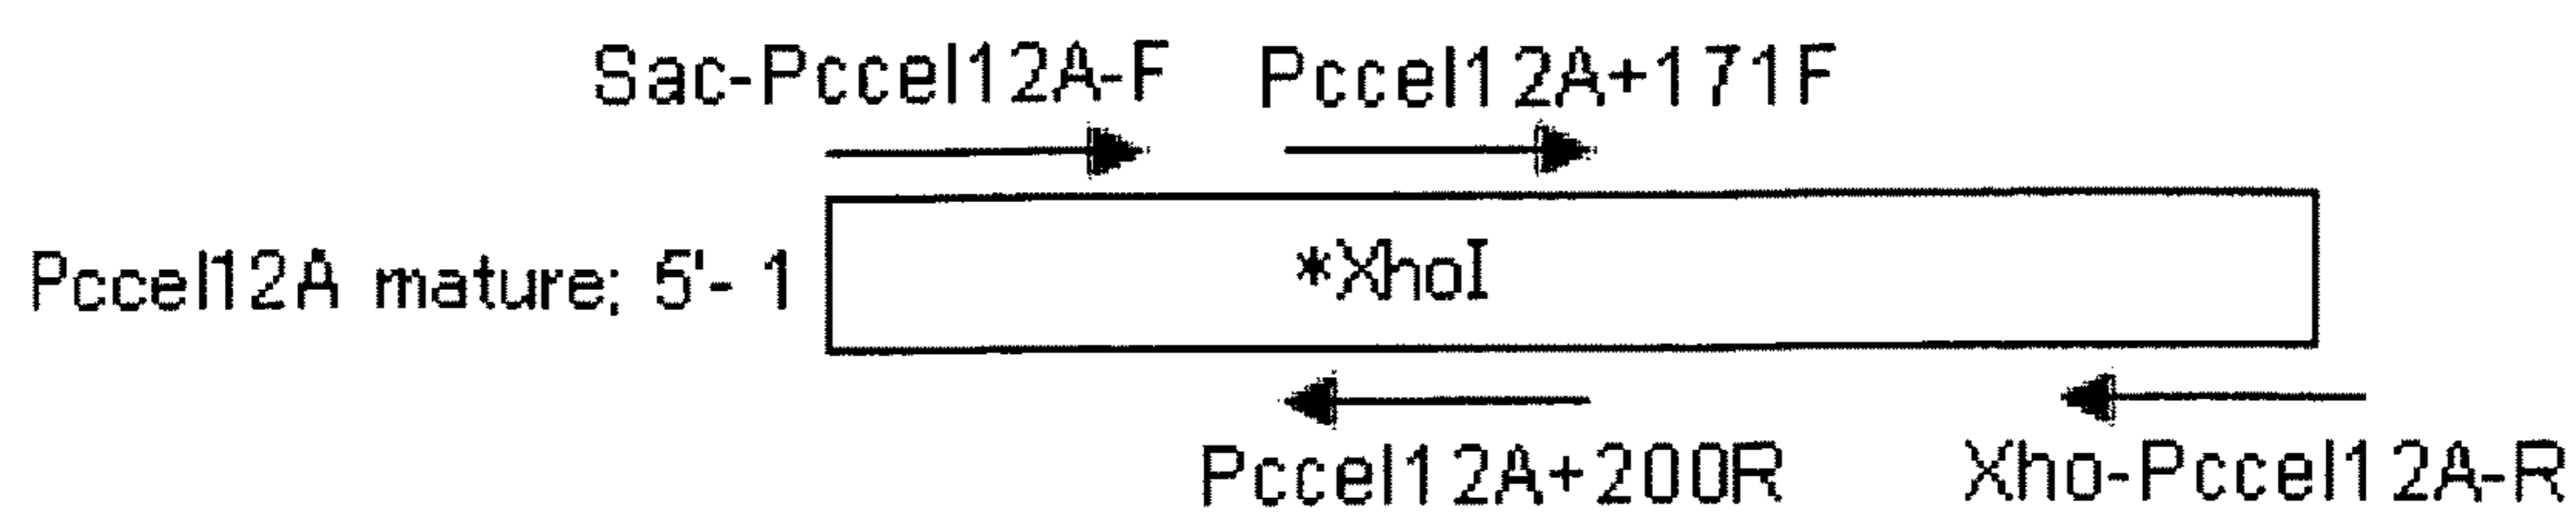 Sac-Pccel12A-F Pccel12A+171F
Pccel12A mature; 5'- 1 *XhoI
Pccel12A+200R Xho-Pccel12A-R